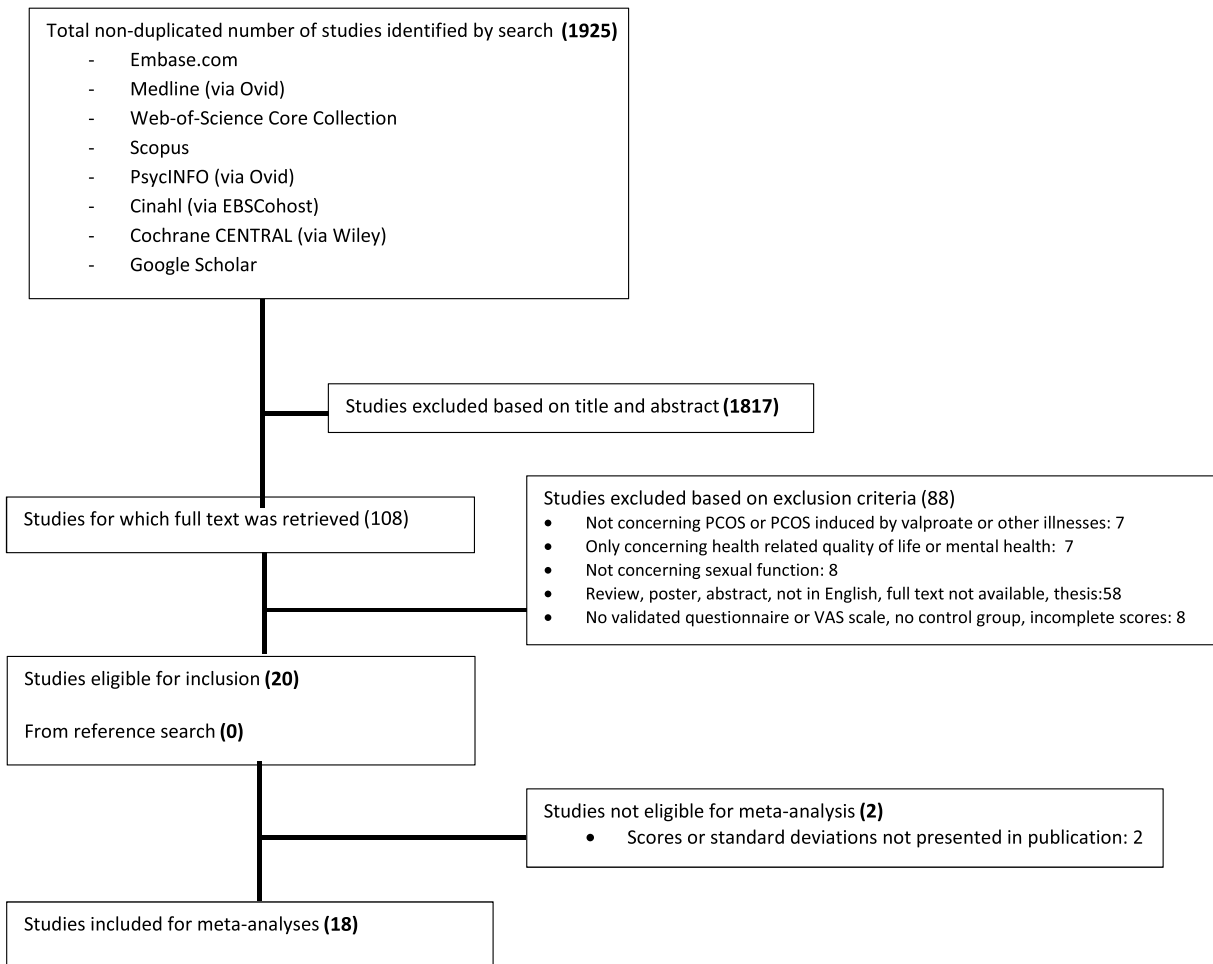 Total non-duplicated number of studies identified by search (1925)
- Embase.com
- Medline (via Ovid)
- Web-of-Science Core Collection
- Scopus
- PsycINFO (via Ovid)
- Cinahl (via EBSCohost)
- Cochrane CENTRAL (via Wiley)
- Google Scholar
Studies excluded based on title and abstract (1817)
Studies for which full text was retrieved (108)
Studies excluded based on exclusion criteria (88)
• Not concerning PCOS or PCOS induced by valproate or other illnesses: 7
• Only concerning health related quality of life or mental health: 7
• Not concerning sexual function: 8
• Review, poster, abstract, not in English, full text not available, thesis:58
• No validated questionnaire or VAS scale, no control group, incomplete scores: 8
Studies eligible for inclusion (20)
From reference search (0)
Studies not eligible for meta-analysis (2)
• Scores or standard deviations not presented in publication: 2
Studies included for meta-analyses (18)